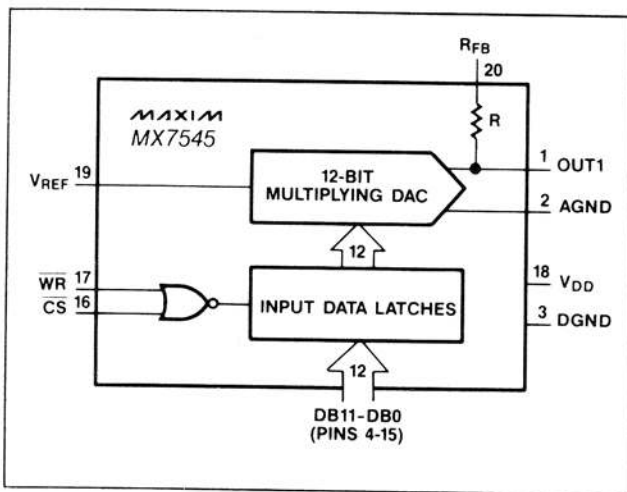 RFB
20
MAXIM
MX7545
R
VREF 19
12-BIT
MULTIPLYING DAC
1 OUT1
2 AGND
12
WR 17
CS 16
INPUT DATA LATCHES
18 VDD
3 DGND
12
DB11-DB0
(PINS 4-15)